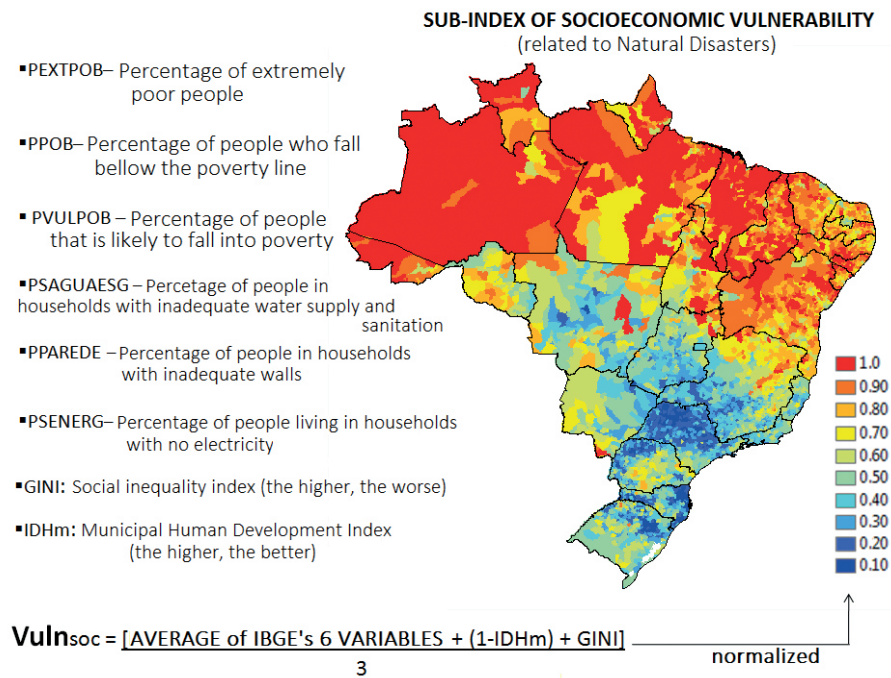 SUB-INDEX OF SOCIOECONOMIC VULNERABILITY
(related to Natural Disasters)
▪PEXTPOB– Percentage of extremely
poor people
▪PPOB– Percentage of people who fall
bellow the poverty line
▪ PVULPOB – Percentage of people
that is likely to fall into poverty
▪PSAGUAESG – Percetage of people in
households with inadequate water supply and
sanitation
▪PPAREDE – Percentage of people in households
with inadequate walls
▪PSENERG– Percentage of people living in households
with no electricity
▪GINI: Social inequality index (the higher, the worse)
▪IDHm: Municipal Human Development Index
(the higher, the better)
1.0
0.90
0.80
0.70
0.60
0.50
0.40
0.30
0.20
0.10
Vulnsoc = [AVERAGE of IBGE's 6 VARIABLES + (1-IDHm) + GINI]
3
normalized